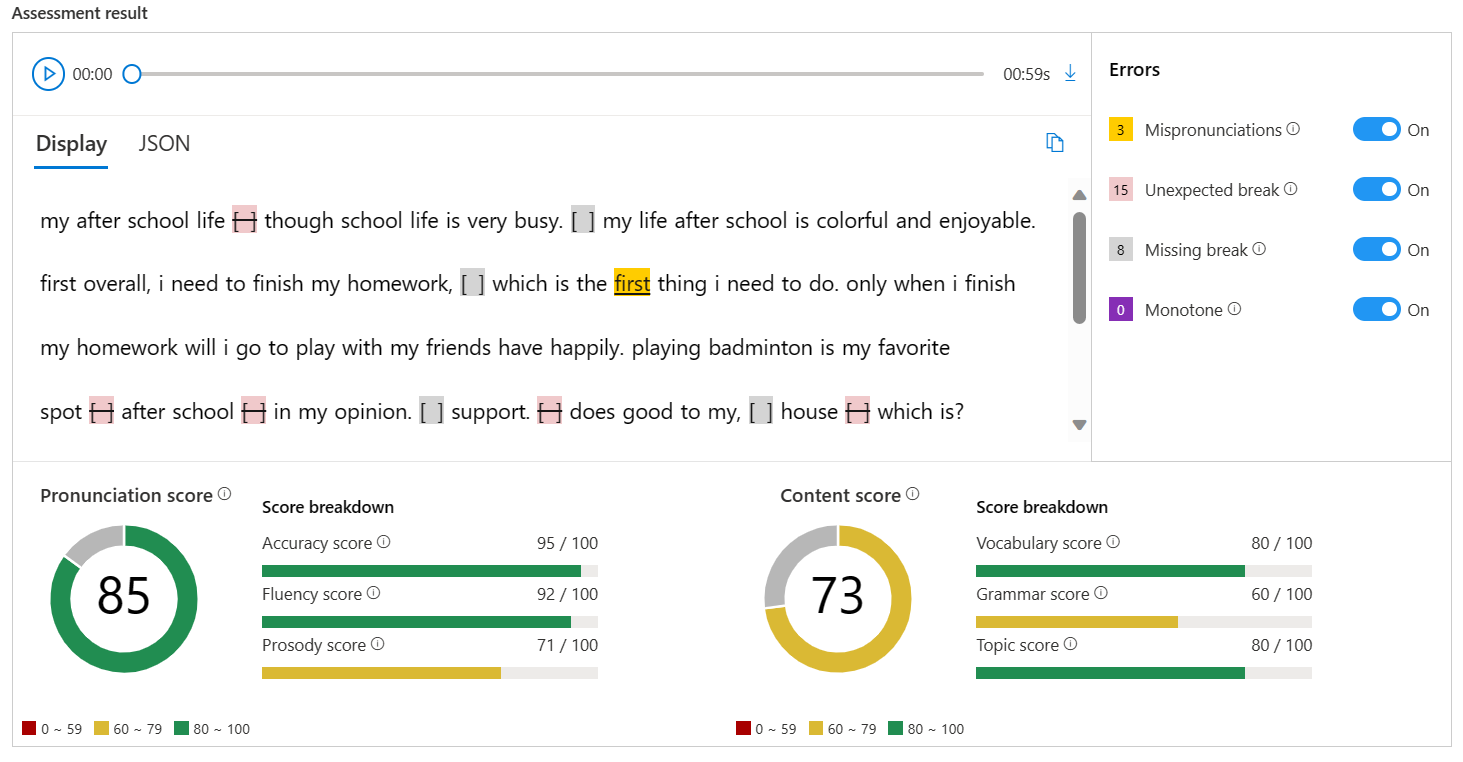 Assessment result
00:00
00:59s
Display JSON
my after school life [ ] though school life is very busy. [ ] my life after school is colorful and enjoyable.
first overall, i need to finish my homework, [ ] which is the first thing i need to do. only when i finish
my homework will i go to play with my friends have happily. playing badminton is my favorite
spot [ ] after school [ ] in my opinion. [ ] support. [ ] does good to my, [ ] house [ ] which is?
Errors
3 Mispronunciations On
15 Unexpected break On
8 Missing break On
0 Monotone On
Pronunciation score
85
Score breakdown
Accuracy score 95 / 100
Fluency score 92 / 100
Prosody score 71 / 100
0 ~ 59 60 ~ 79 80 ~ 100
Content score
73
Score breakdown
Vocabulary score 80 / 100
Grammar score 60 / 100
Topic score 80 / 100
0 ~ 59 60 ~ 79 80 ~ 100